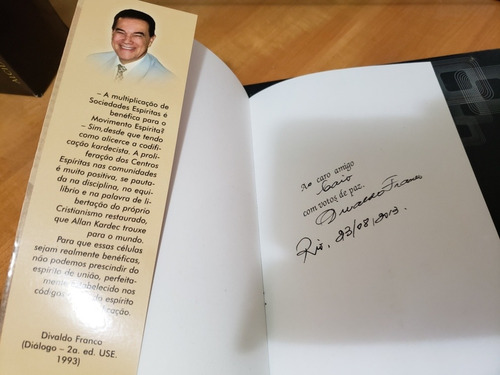 – A multiplicação de
Sociedades Espíritas é
benéfica para o
Movimento Espírita?
– Sim, desde que tendo
como alicerce a codifi-
cação kardecista. A proli-
feração dos Centros
Espíritas nas comunidades
é muito positiva, se pauta-
da na disciplina, no equi-
líbrio e na palavra de li-
bertação do próprio
Cristianismo restaurado,
que Allan Kardec trouxe
para o mundo.
Para que essas células
sejam realmente benéficas,
não podemos prescindir do
espírito de união, perfeita-
mente estabelecido nos
códigos espírito
cação.
Divaldo Franco
(Diálogo – 2a. ed. USE.
1993)
Ao caro amigo
Caio
com votos de paz.
Divaldo Franco
Rio, 23/08/2013.